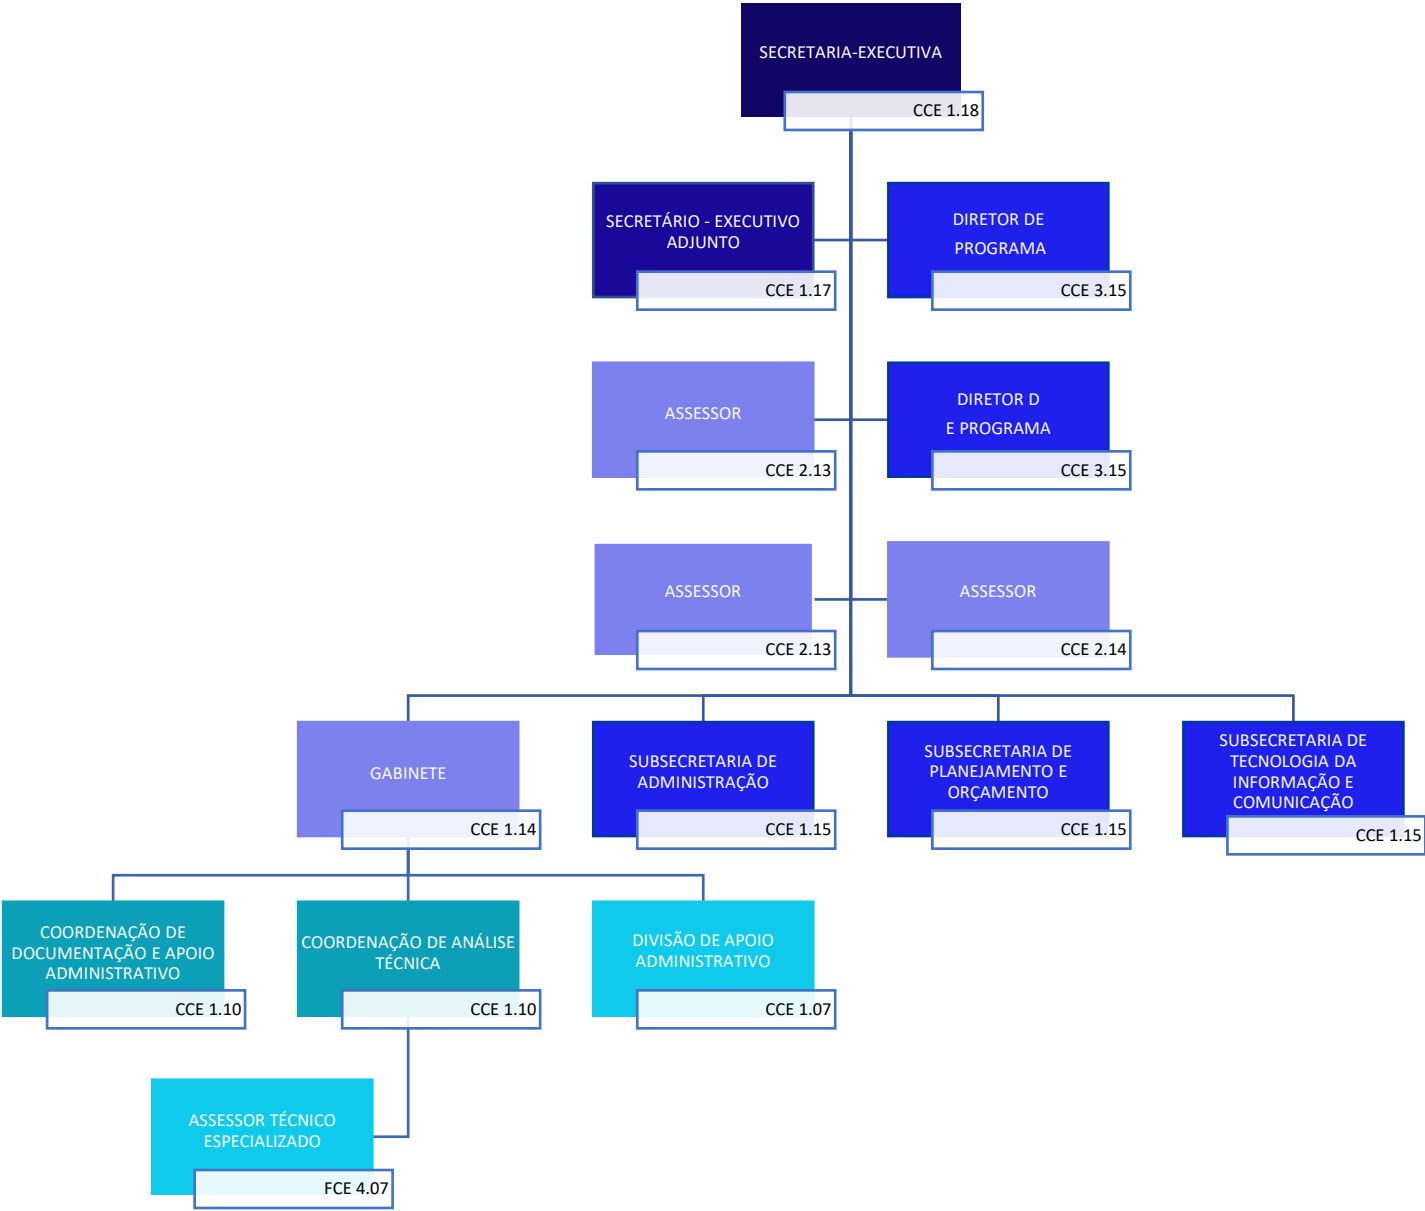 SECRETARIA-EXECUTIVA
CCE 1.18
SECRETÁRIO - EXECUTIVO
ADJUNTO
CCE 1.17
DIRETOR DE
PROGRAMA
CCE 3.15
ASSESSOR
CCE 2.13
DIRETOR D
E PROGRAMA
CCE 3.15
ASSESSOR
CCE 2.13
ASSESSOR
CCE 2.14
GABINETE
CCE 1.14
SUBSECRETARIA DE
ADMINISTRAÇÃO
CCE 1.15
SUBSECRETARIA DE
PLANEJAMENTO E
ORÇAMENTO
CCE 1.15
SUBSECRETARIA DE
TECNOLOGIA DA
INFORMAÇÃO E
COMUNICAÇÃO
CCE 1.15
COORDENAÇÃO DE
DOCUMENTAÇÃO E APOIO
ADMINISTRATIVO
CCE 1.10
COORDENAÇÃO DE ANÁLISE
TÉCNICA
CCE 1.10
DIVISÃO DE APOIO
ADMINISTRATIVO
CCE 1.07
ASSESSOR TÉCNICO
ESPECIALIZADO
FCE 4.07